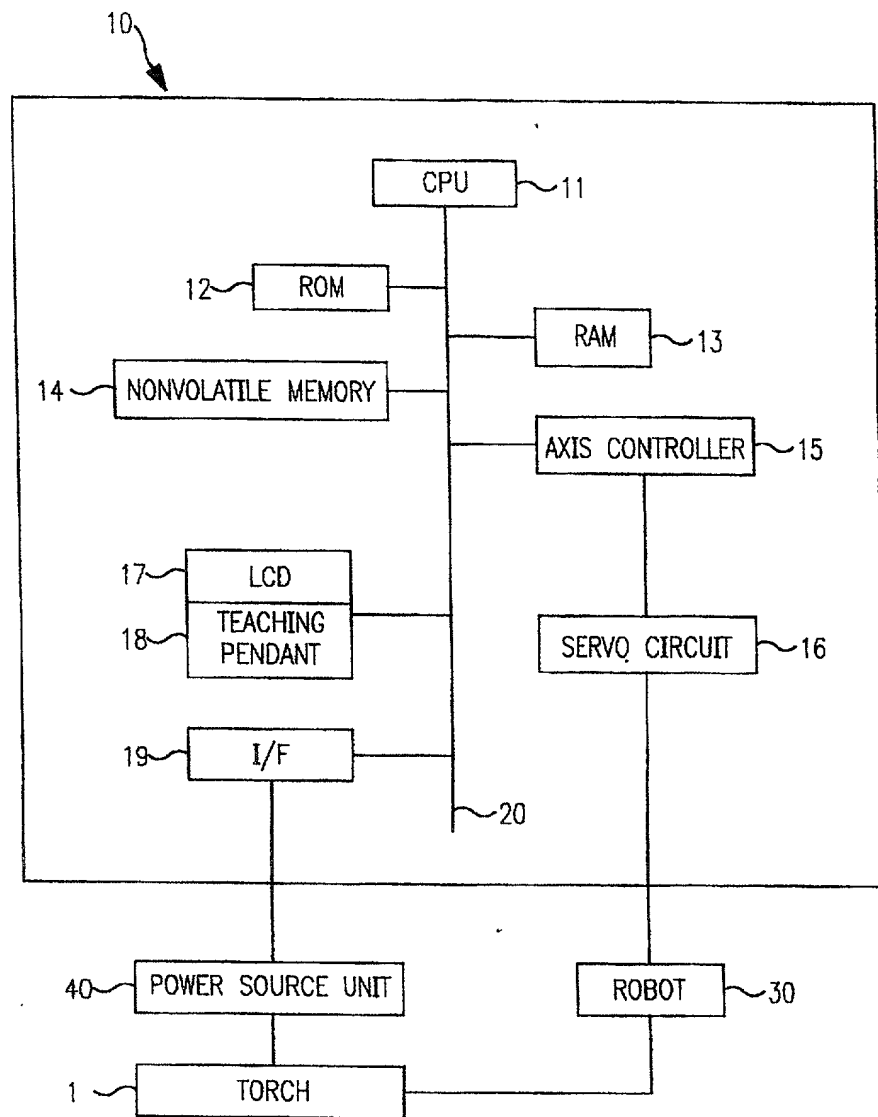 10
CPU
11
12
ROM
RAM
13
14
NONVOLATILE MEMORY
AXIS CONTROLLER
15
17
LCD
18
TEACHING
PENDANT
SERVO CIRCUIT
16
19
I/F
20
40
POWER SOURCE UNIT
ROBOT
30
1
TORCH